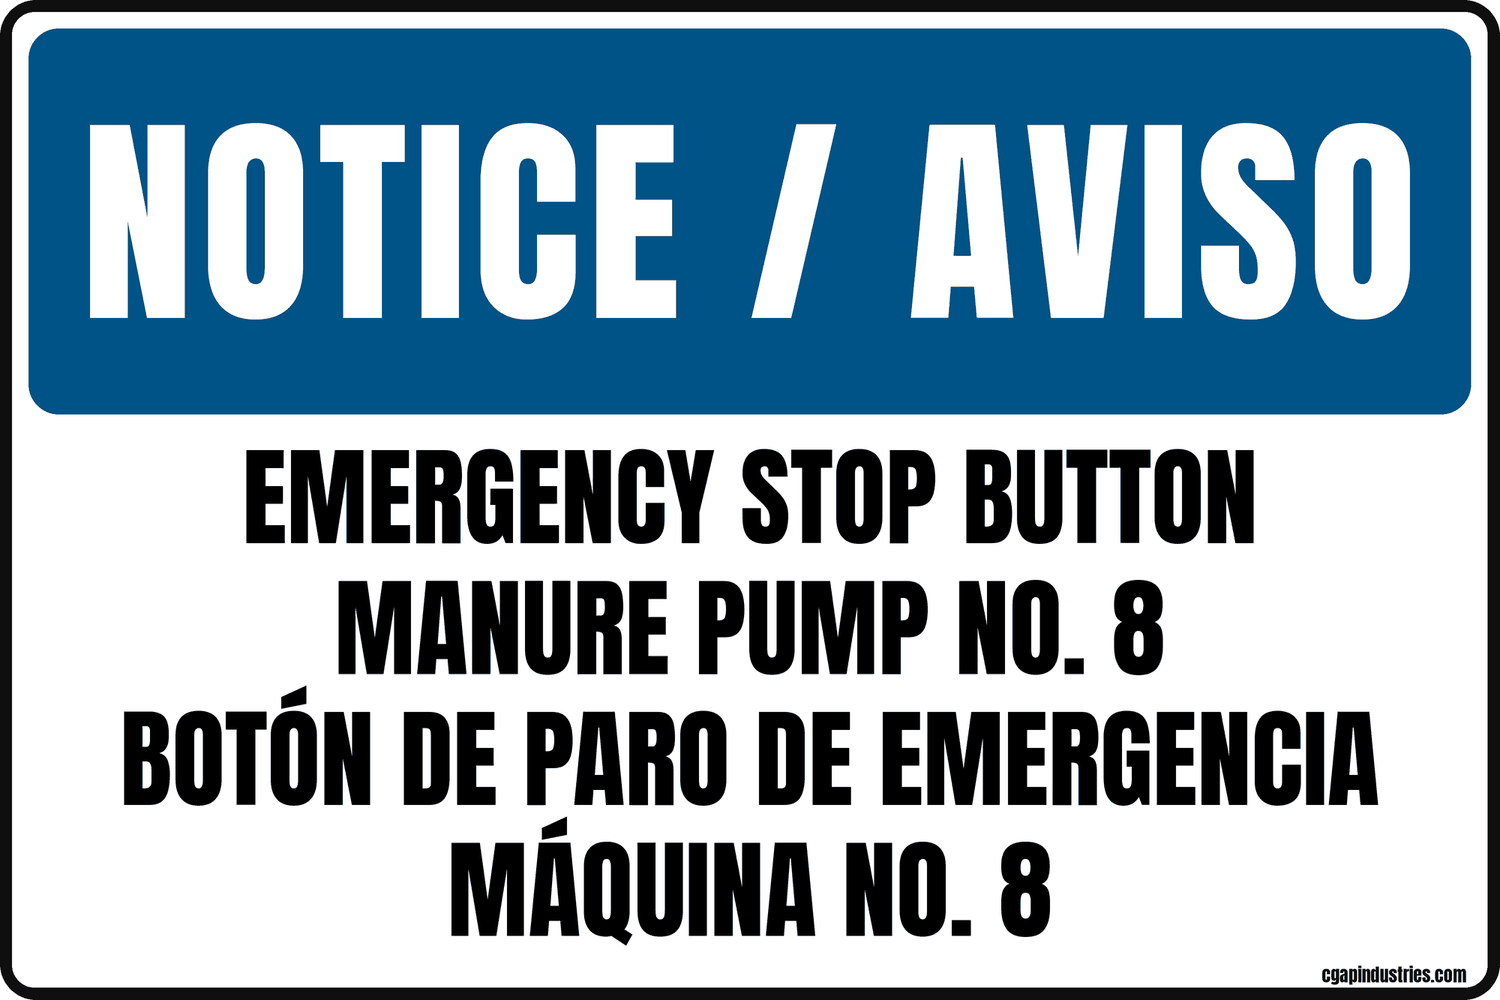 NOTICE / AVISO
EMERGENCY STOP BUTTON
MANURE PUMP NO. 8
BOTÓN DE PARO DE EMERGENCIA
MÁQUINA NO. 8
cgapindustries.com